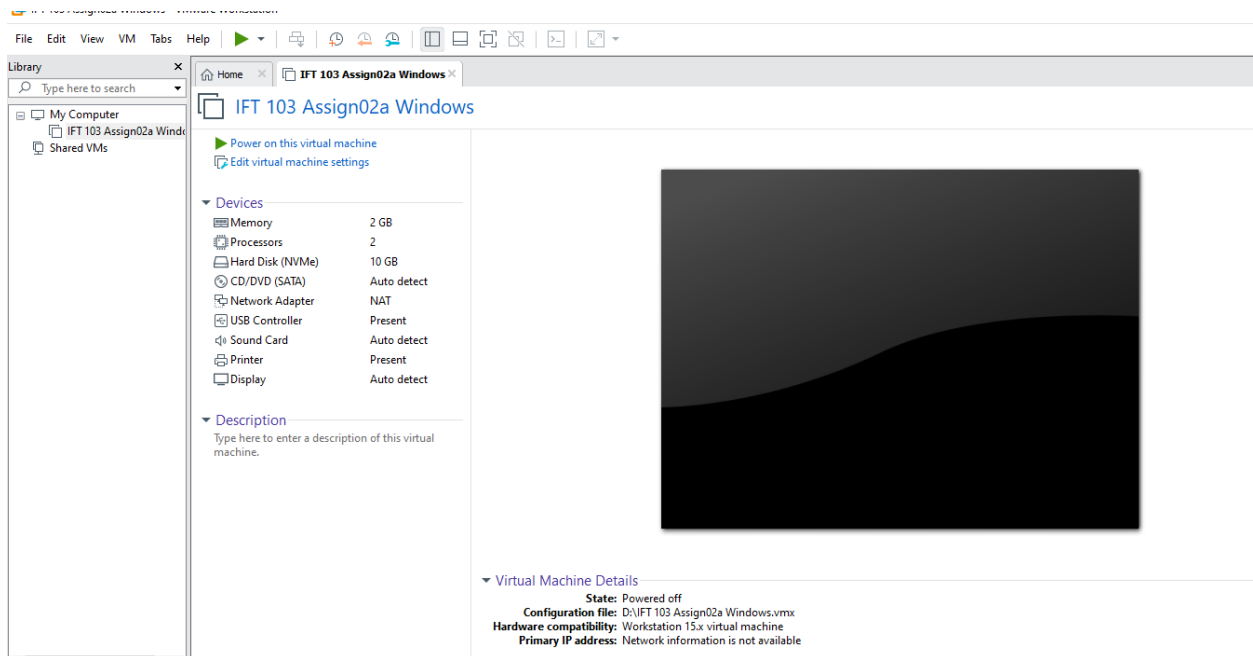 File Edit View VM Tabs Help
Library
Type here to search
My Computer
IFT 103 Assign02a Windo
Shared VMs
Home
IFT 103 Assign02a Windows
IFT 103 Assign02a Windows
Power on this virtual machine
Edit virtual machine settings
Devices
Memory 2 GB
Processors 2
Hard Disk (NVMe) 10 GB
CD/DVD (SATA) Auto detect
Network Adapter NAT
USB Controller Present
Sound Card Auto detect
Printer Present
Display Auto detect
Description
Type here to enter a description of this virtual
machine.
Virtual Machine Details
State: Powered off
Configuration file: D:\IFT 103 Assign02a Windows.vmx
Hardware compatibility: Workstation 15.x virtual machine
Primary IP address: Network information is not available